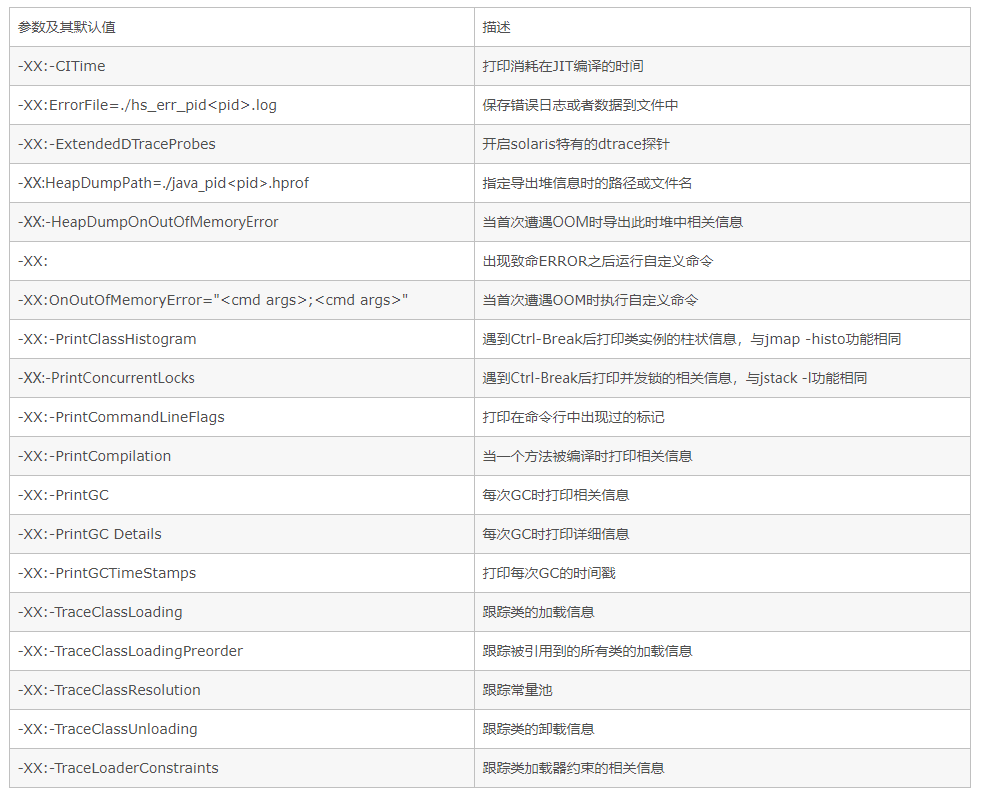 参数及其默认值 描述
-XX:-CITime 打印消耗在JIT编译的时间
-XX:ErrorFile=./hs_err_pid<pid>.log 保存错误日志或者数据到文件中
-XX:-ExtendedDTraceProbes 开启solaris特有的dtrace探针
-XX:HeapDumpPath=./java_pid<pid>.hprof 指定导出堆信息时的路径或文件名
-XX:-HeapDumpOnOutOfMemoryError 当首次遭遇OOM时导出此时堆中相关信息
-XX: 出现致命ERROR之后运行自定义命令
-XX:OnOutOfMemoryError="<cmd args>;<cmd args>" 当首次遭遇OOM时执行自定义命令
-XX:-PrintClassHistogram 遇到Ctrl-Break后打印类实例的柱状信息，与jmap -histo功能相同
-XX:-PrintConcurrentLocks 遇到Ctrl-Break后打印并发锁的相关信息，与jstack -l功能相同
-XX:-PrintCommandLineFlags 打印在命令行中出现过的标记
-XX:-PrintCompilation 当一个方法被编译时打印相关信息
-XX:-PrintGC 每次GC时打印相关信息
-XX:-PrintGC Details 每次GC时打印详细信息
-XX:-PrintGCTimeStamps 打印每次GC的时间戳
-XX:-TraceClassLoading 跟踪类的加载信息
-XX:-TraceClassLoadingPreorder 跟踪被引用到的所有类的加载信息
-XX:-TraceClassResolution 跟踪常量池
-XX:-TraceClassUnloading 跟踪类的卸载信息
-XX:-TraceLoaderConstraints 跟踪类加载器约束的相关信息